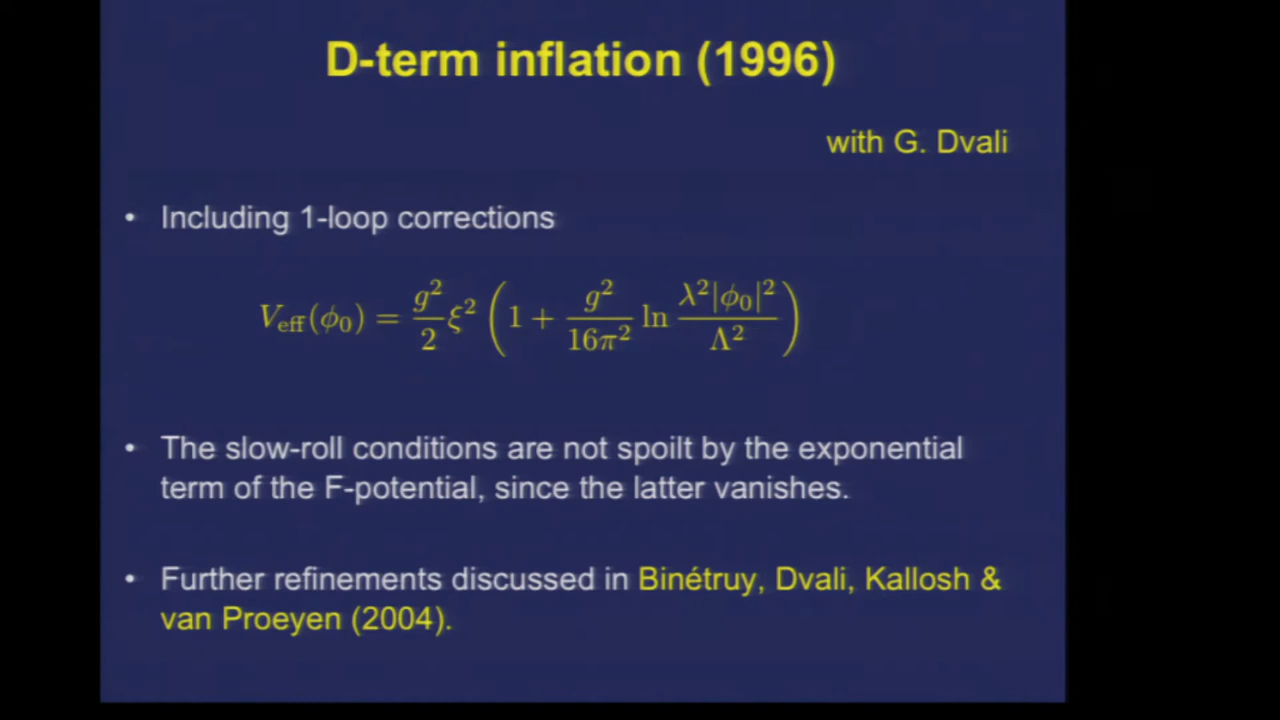 D-term inflation (1996)
with G. Dvali
• Including 1-loop corrections
V_eff(ϕ_0) = g^2/2 ξ^2 (1 + g^2/16π^2 ln λ^2|ϕ_0|^2/Λ^2)
• The slow-roll conditions are not spoilt by the exponential
term of the F-potential, since the latter vanishes.
• Further refinements discussed in Binétruy, Dvali, Kallosh &
van Proeyen (2004).